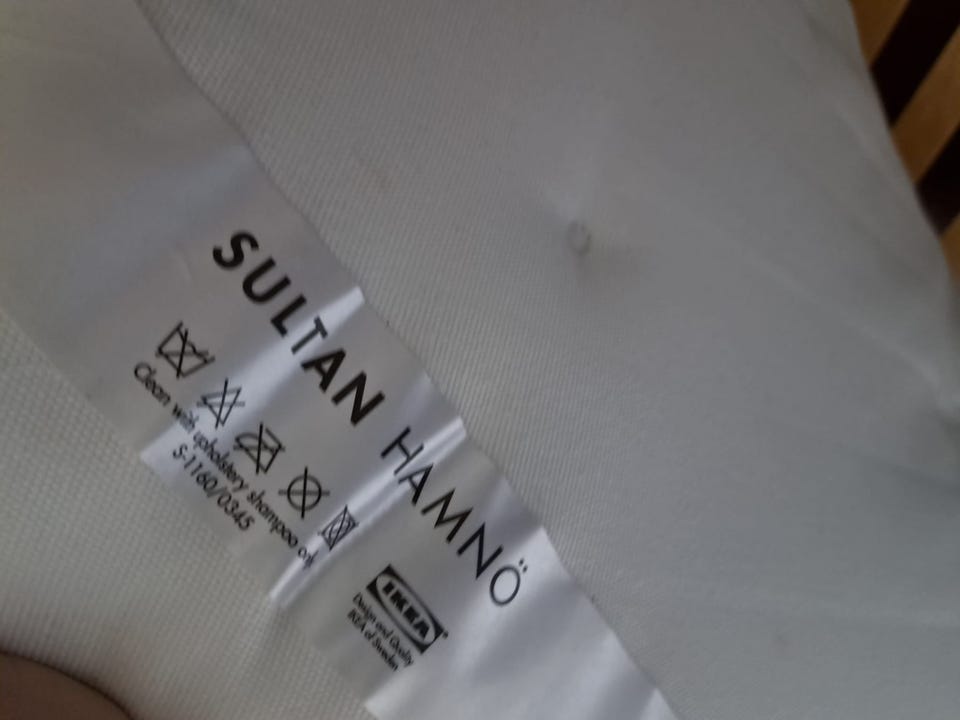 SULTAN HAMNÖ
Clean with upholstery shampoo only
S-1160/0345
IKEA®
Design and Quality
IKEA of Sweden